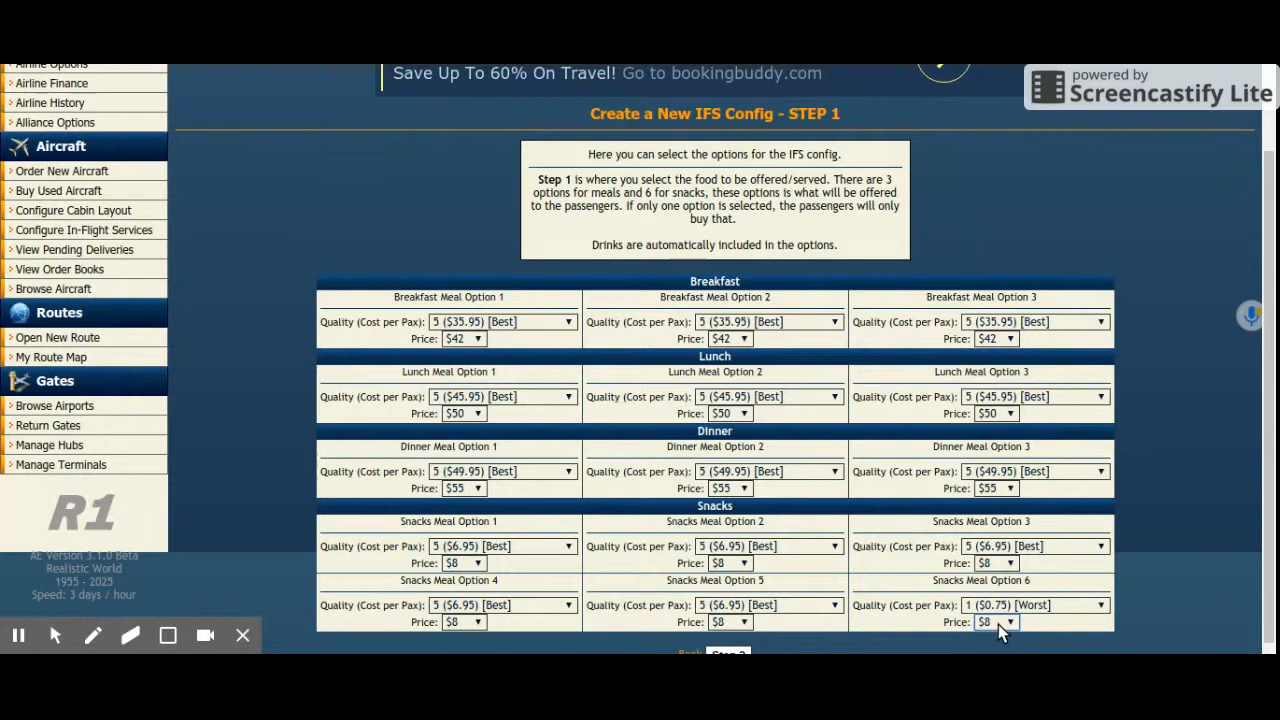 Save Up To 60% On Travel! Go to bookingbuddy.com
powered by
Screencastify Lite
Airline Options
Airline Finance
Airline History
Alliance Options
Aircraft
Order New Aircraft
Buy Used Aircraft
Configure Cabin Layout
Configure In-Flight Services
View Pending Deliveries
View Order Books
Browse Aircraft
Routes
Open New Route
My Route Map
Gates
Browse Airports
Return Gates
Manage Hubs
Manage Terminals
R1
AE Version 3.1.0 Beta
Realistic World
1955 - 2025
Speed: 3 days / hour
Create a New IFS Config - STEP 1
Here you can select the options for the IFS config.
Step 1 is where you select the food to be offered/served. There are 3
options for meals and 6 for snacks, these options is what will be offered
to the passengers. If only one option is selected, the passengers will only
buy that.
Drinks are automatically included in the options.
Breakfast
Breakfast Meal Option 1 Breakfast Meal Option 2 Breakfast Meal Option 3
Quality (Cost per Pax): 5 ($35.95) [Best] Quality (Cost per Pax): 5 ($35.95) [Best] Quality (Cost per Pax): 5 ($35.95) [Best]
Price: $42 Price: $42 Price: $42
Lunch
Lunch Meal Option 1 Lunch Meal Option 2 Lunch Meal Option 3
Quality (Cost per Pax): 5 ($45.95) [Best] Quality (Cost per Pax): 5 ($45.95) [Best] Quality (Cost per Pax): 5 ($45.95) [Best]
Price: $50 Price: $50 Price: $50
Dinner
Dinner Meal Option 1 Dinner Meal Option 2 Dinner Meal Option 3
Quality (Cost per Pax): 5 ($49.95) [Best] Quality (Cost per Pax): 5 ($49.95) [Best] Quality (Cost per Pax): 5 ($49.95) [Best]
Price: $55 Price: $55 Price: $55
Snacks
Snacks Meal Option 1 Snacks Meal Option 2 Snacks Meal Option 3
Quality (Cost per Pax): 5 ($6.95) [Best] Quality (Cost per Pax): 5 ($6.95) [Best] Quality (Cost per Pax): 5 ($6.95) [Best]
Price: $8 Price: $8 Price: $8
Snacks Meal Option 4 Snacks Meal Option 5 Snacks Meal Option 6
Quality (Cost per Pax): 5 ($6.95) [Best] Quality (Cost per Pax): 5 ($6.95) [Best] Quality (Cost per Pax): 1 ($0.75) [Worst]
Price: $8 Price: $8 Price: $8